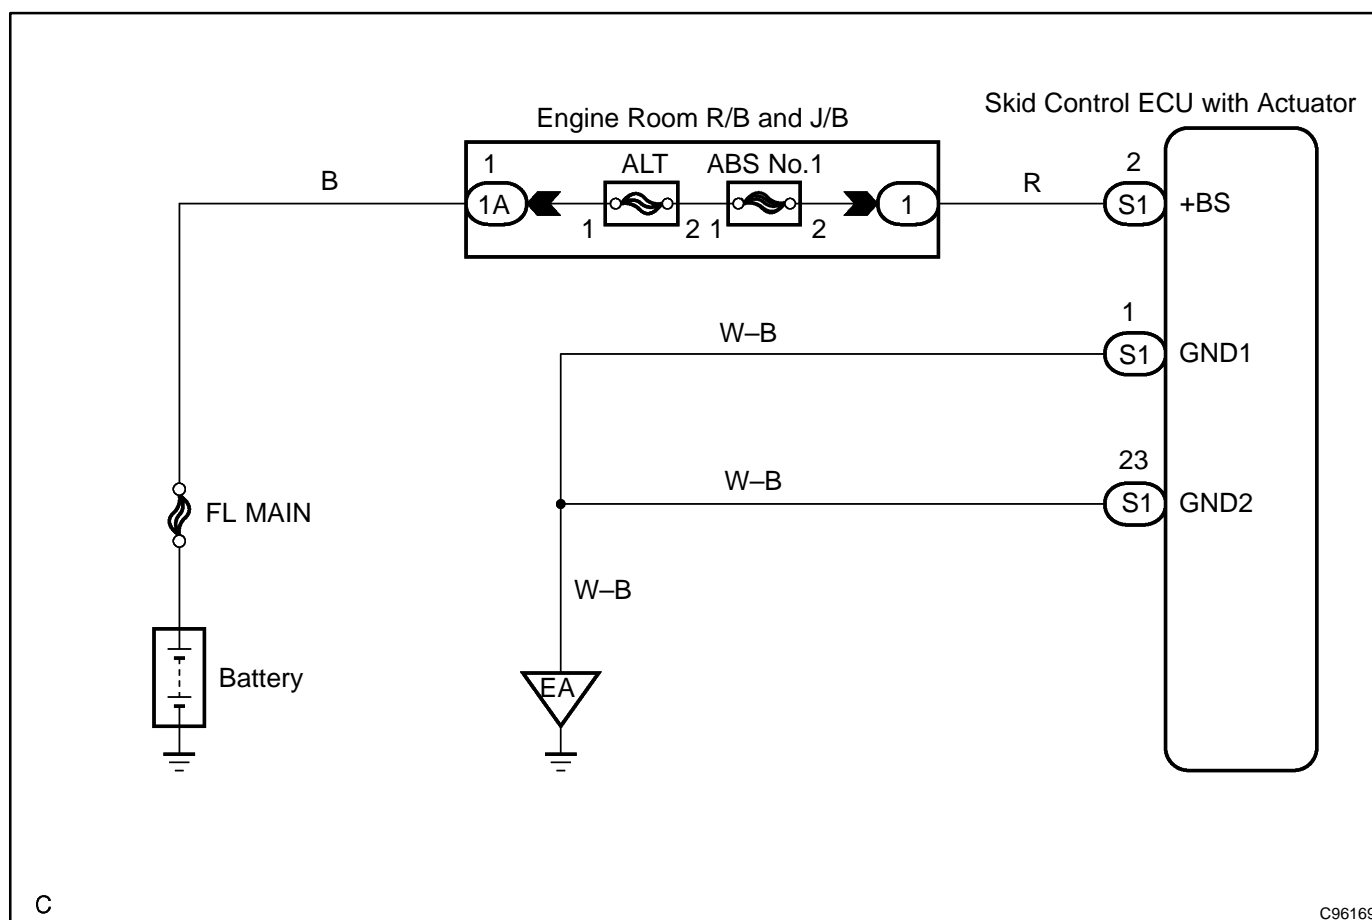 Skid Control ECU with Actuator
Engine Room R/B and J/B
B
1
1A
ALT
1
2
ABS No.1
1
2
1
R
2
S1
+BS
W–B
1
S1
GND1
W–B
23
S1
GND2
FL MAIN
W–B
Battery
EA
C
C96169